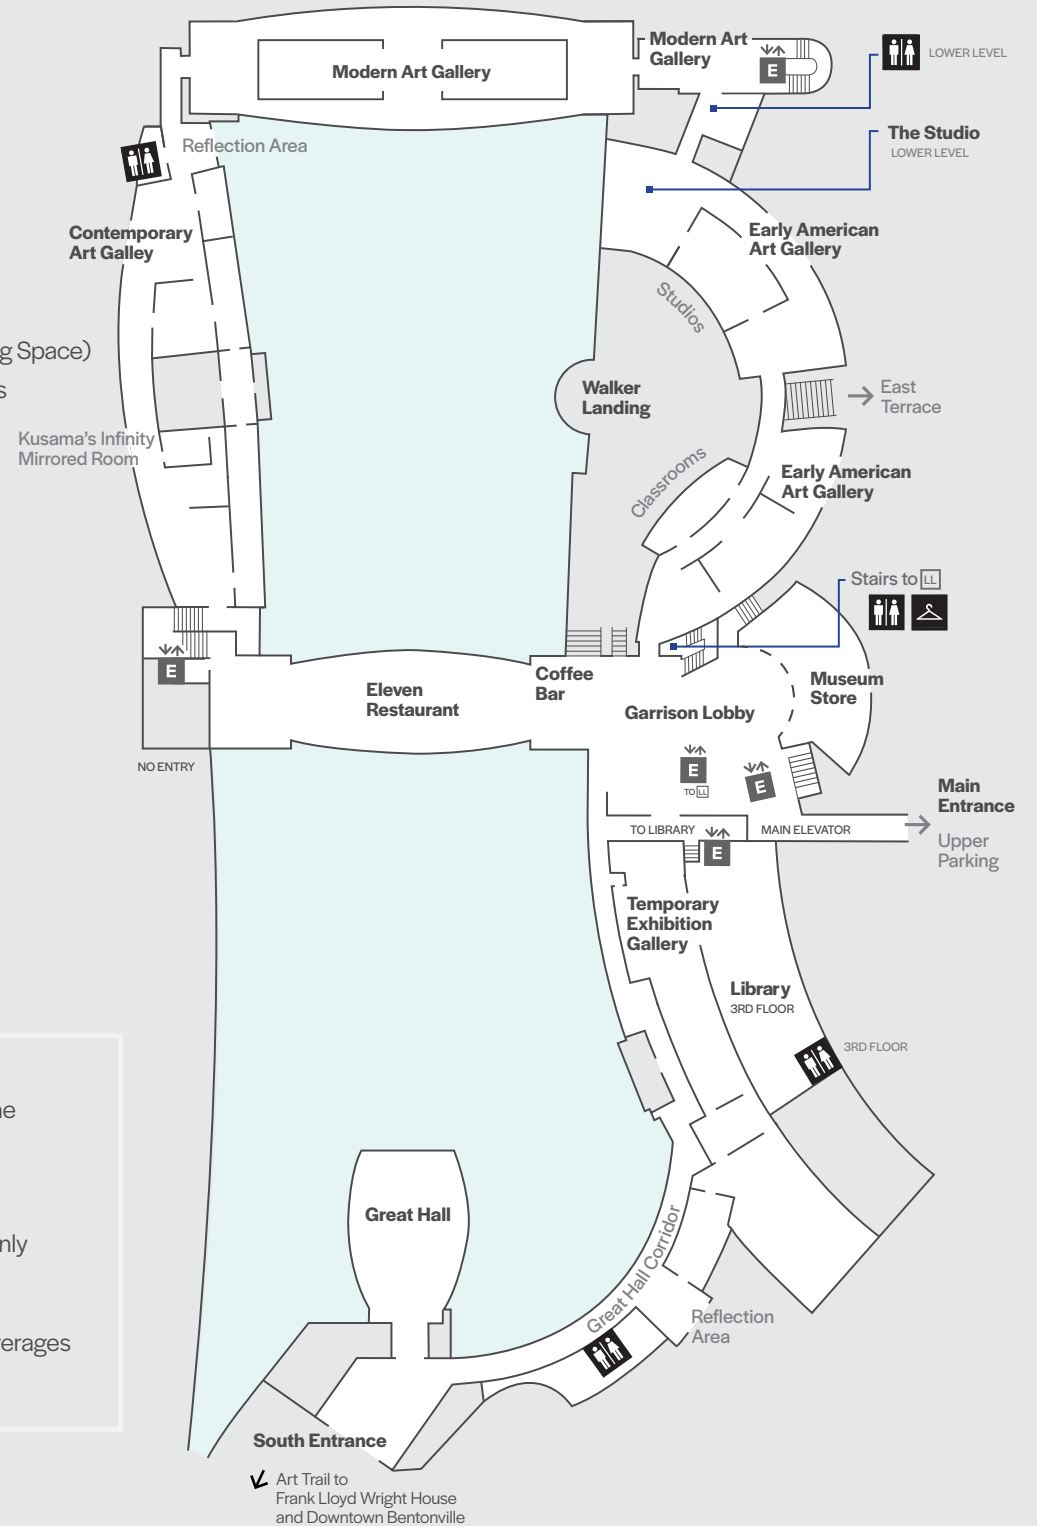 Modern Art
Gallery
E
LOWER LEVEL
Modern Art Gallery
The Studio
LOWER LEVEL
Reflection Area
Contemporary
Art Galley
Early American
Art Gallery
Studios
g Space)
s
Walker
Landing
East
Terrace
Kusama's Infinity
Mirrored Room
Classrooms
Early American
Art Gallery
Stairs to LL
E
Coffee
Bar
Eleven
Restaurant
Museum
Store
Garrison Lobby
NO ENTRY
E
TO LL
E
Main
Entrance
TO LIBRARY
MAIN ELEVATOR
E
Upper
Parking
Temporary
Exhibition
Gallery
Library
3RD FLOOR
3RD FLOOR
ne
Great Hall
nly
Great Hall Corridor
Reflection
Area
verages
South Entrance
Art Trail to
Frank Lloyd Wright House
and Downtown Bentonville